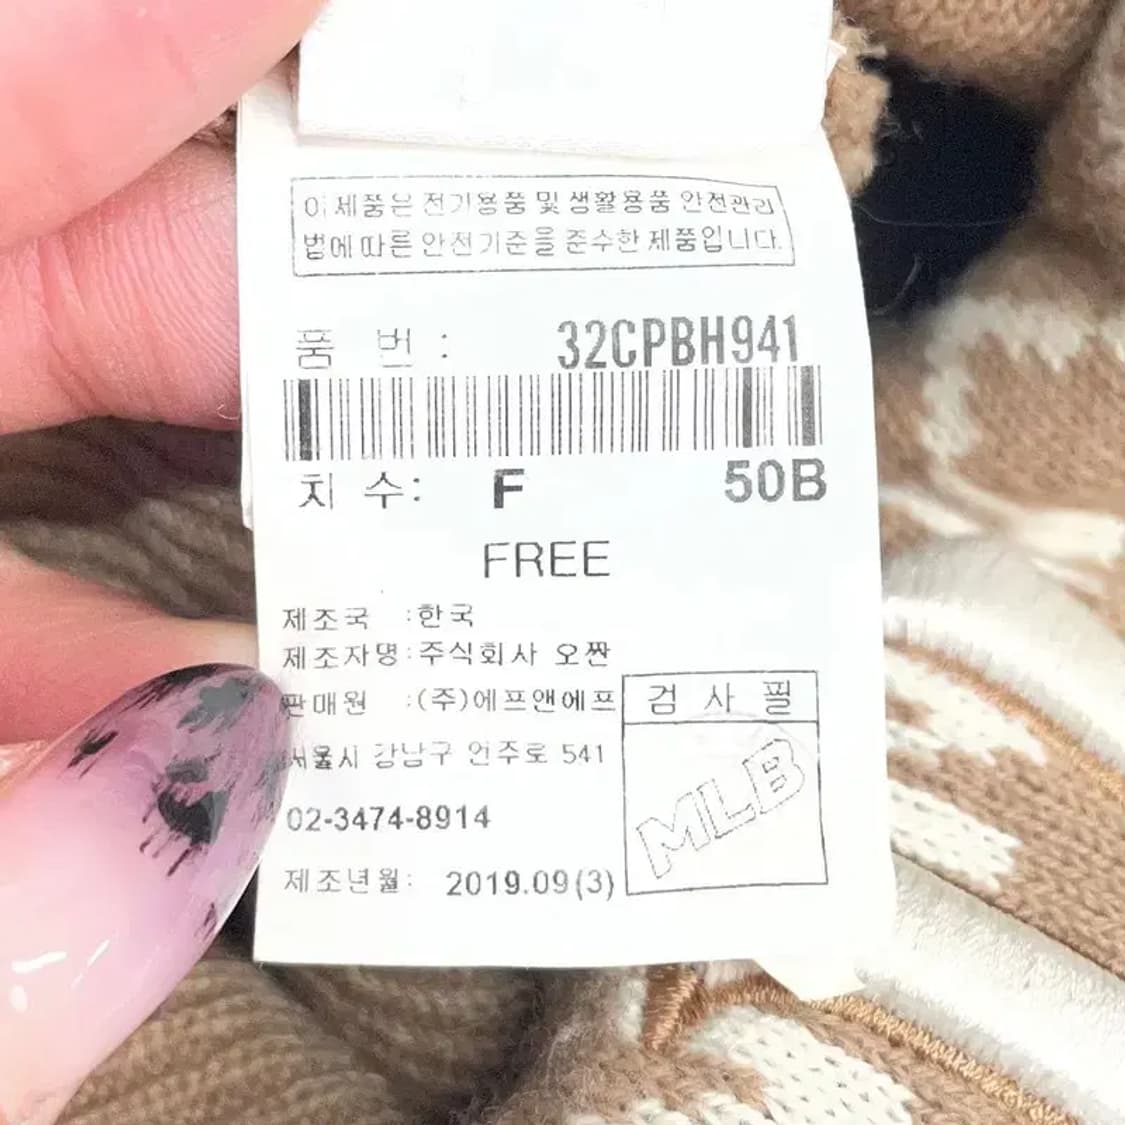 이 제품은 전기용품 및 생활용품 안전관리
법에 따른 안전기준을 준수한 제품입니다.
품 번 : 32CPBH941
치 수: F 50B
FREE
제조국 :한국
제조자명:주식회사 오짠
판매원 :(주)에프앤에프
서울시 강남구 언주로 541
02-3474-8914
제조년월: 2019.09(3)
검 사 필
MLB